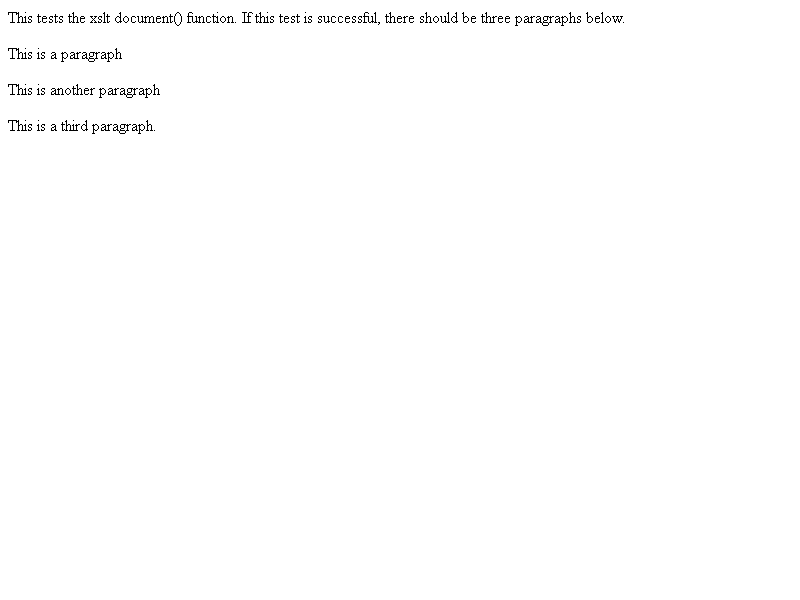 This tests the xslt document() function. If this test is successful, there should be three paragraphs below.
This is a paragraph
This is another paragraph
This is a third paragraph.